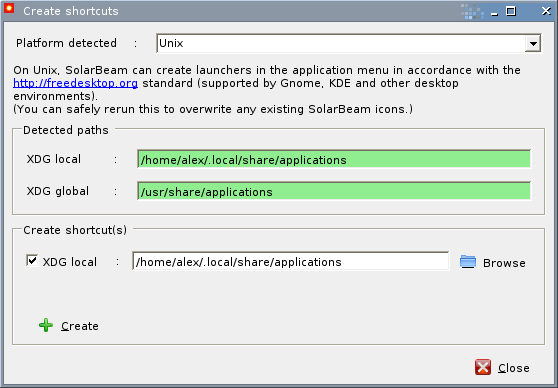 Create shortcuts
Platform detected : Unix
On Unix, SolarBeam can create launchers in the application menu in accordance with the
http://freedesktop.org standard (supported by Gnome, KDE and other desktop
environments).
(You can safely rerun this to overwrite any existing SolarBeam icons.)
Detected paths
XDG local : /home/alex/.local/share/applications
XDG global : /usr/share/applications
Create shortcut(s)
XDG local : /home/alex/.local/share/applications Browse
Create
Close